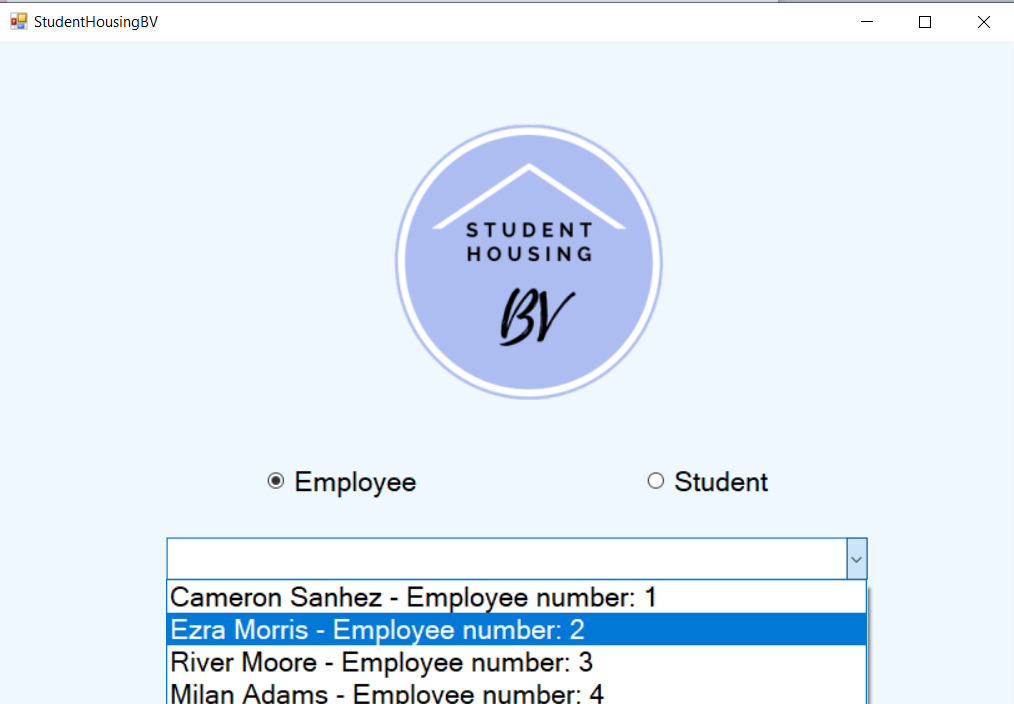 StudentHousingBV
STUDENT
HOUSING
BV
Employee
Student
Cameron Sanhez - Employee number: 1
Ezra Morris - Employee number: 2
River Moore - Employee number: 3
Milan Adams - Employee number: 4